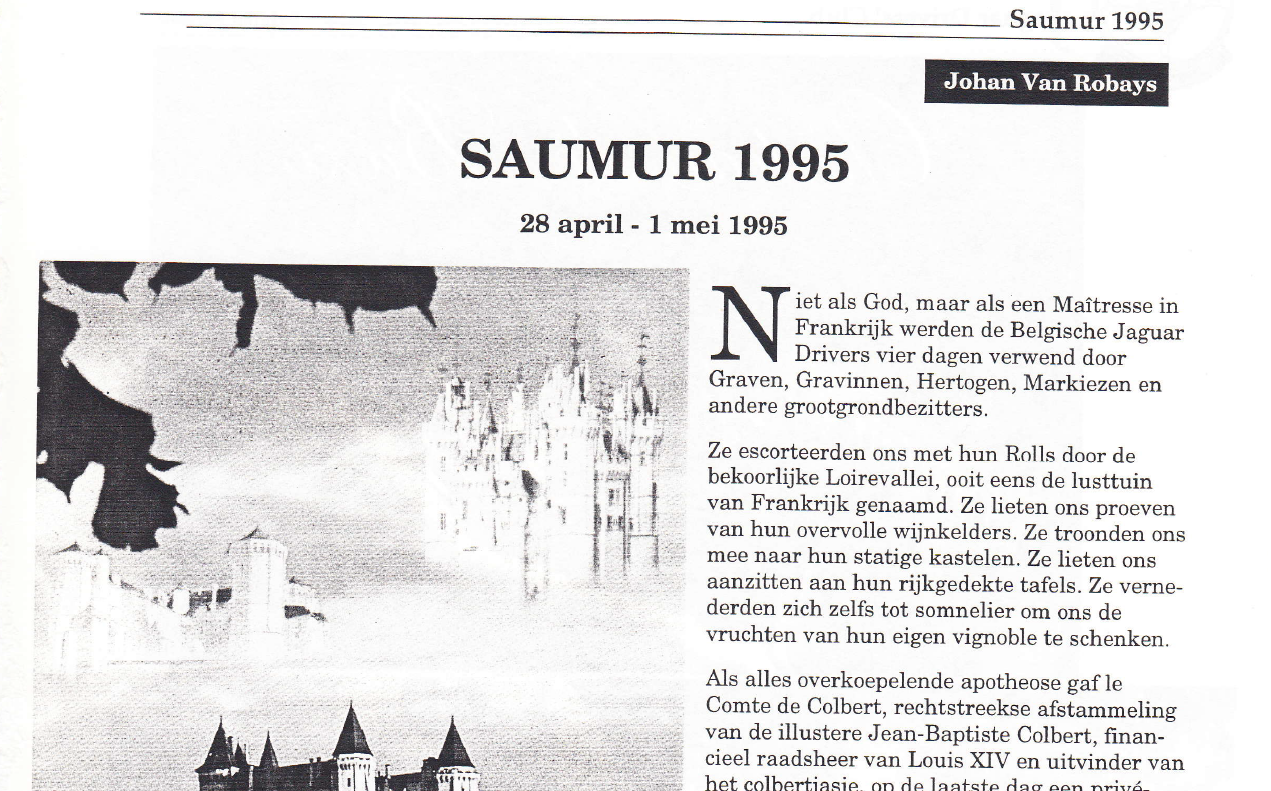 Saumur 1995
Johan Van Robays
SAUMUR 1995
28 april - 1 mei 1995
Niet als God, maar als een Maîtresse in
Frankrijk werden de Belgische Jaguar
Drivers vier dagen verwend door
Graven, Gravinnen, Hertogen, Markiezen en
andere grootgrondbezitters.
Ze escorteerden ons met hun Rolls door de
bekoorlijke Loirevallei, ooit eens de lusttuin
van Frankrijk genaamd. Ze lieten ons proeven
van hun overvolle wijnkelders. Ze troonden ons
mee naar hun statige kastelen. Ze lieten ons
aanzitten aan hun rijkgedekte tafels. Ze verne-
derden zich zelfs tot somnelier om ons de
vruchten van hun eigen vignoble te schenken.
Als alles overkoepelende apotheose gaf le
Comte de Colbert, rechtstreekse afstammeling
van de illustere Jean-Baptiste Colbert, finan-
cieel raadsheer van Louis XIV en uitvinder van
het colbertjasje, op de laatste dag een privé-